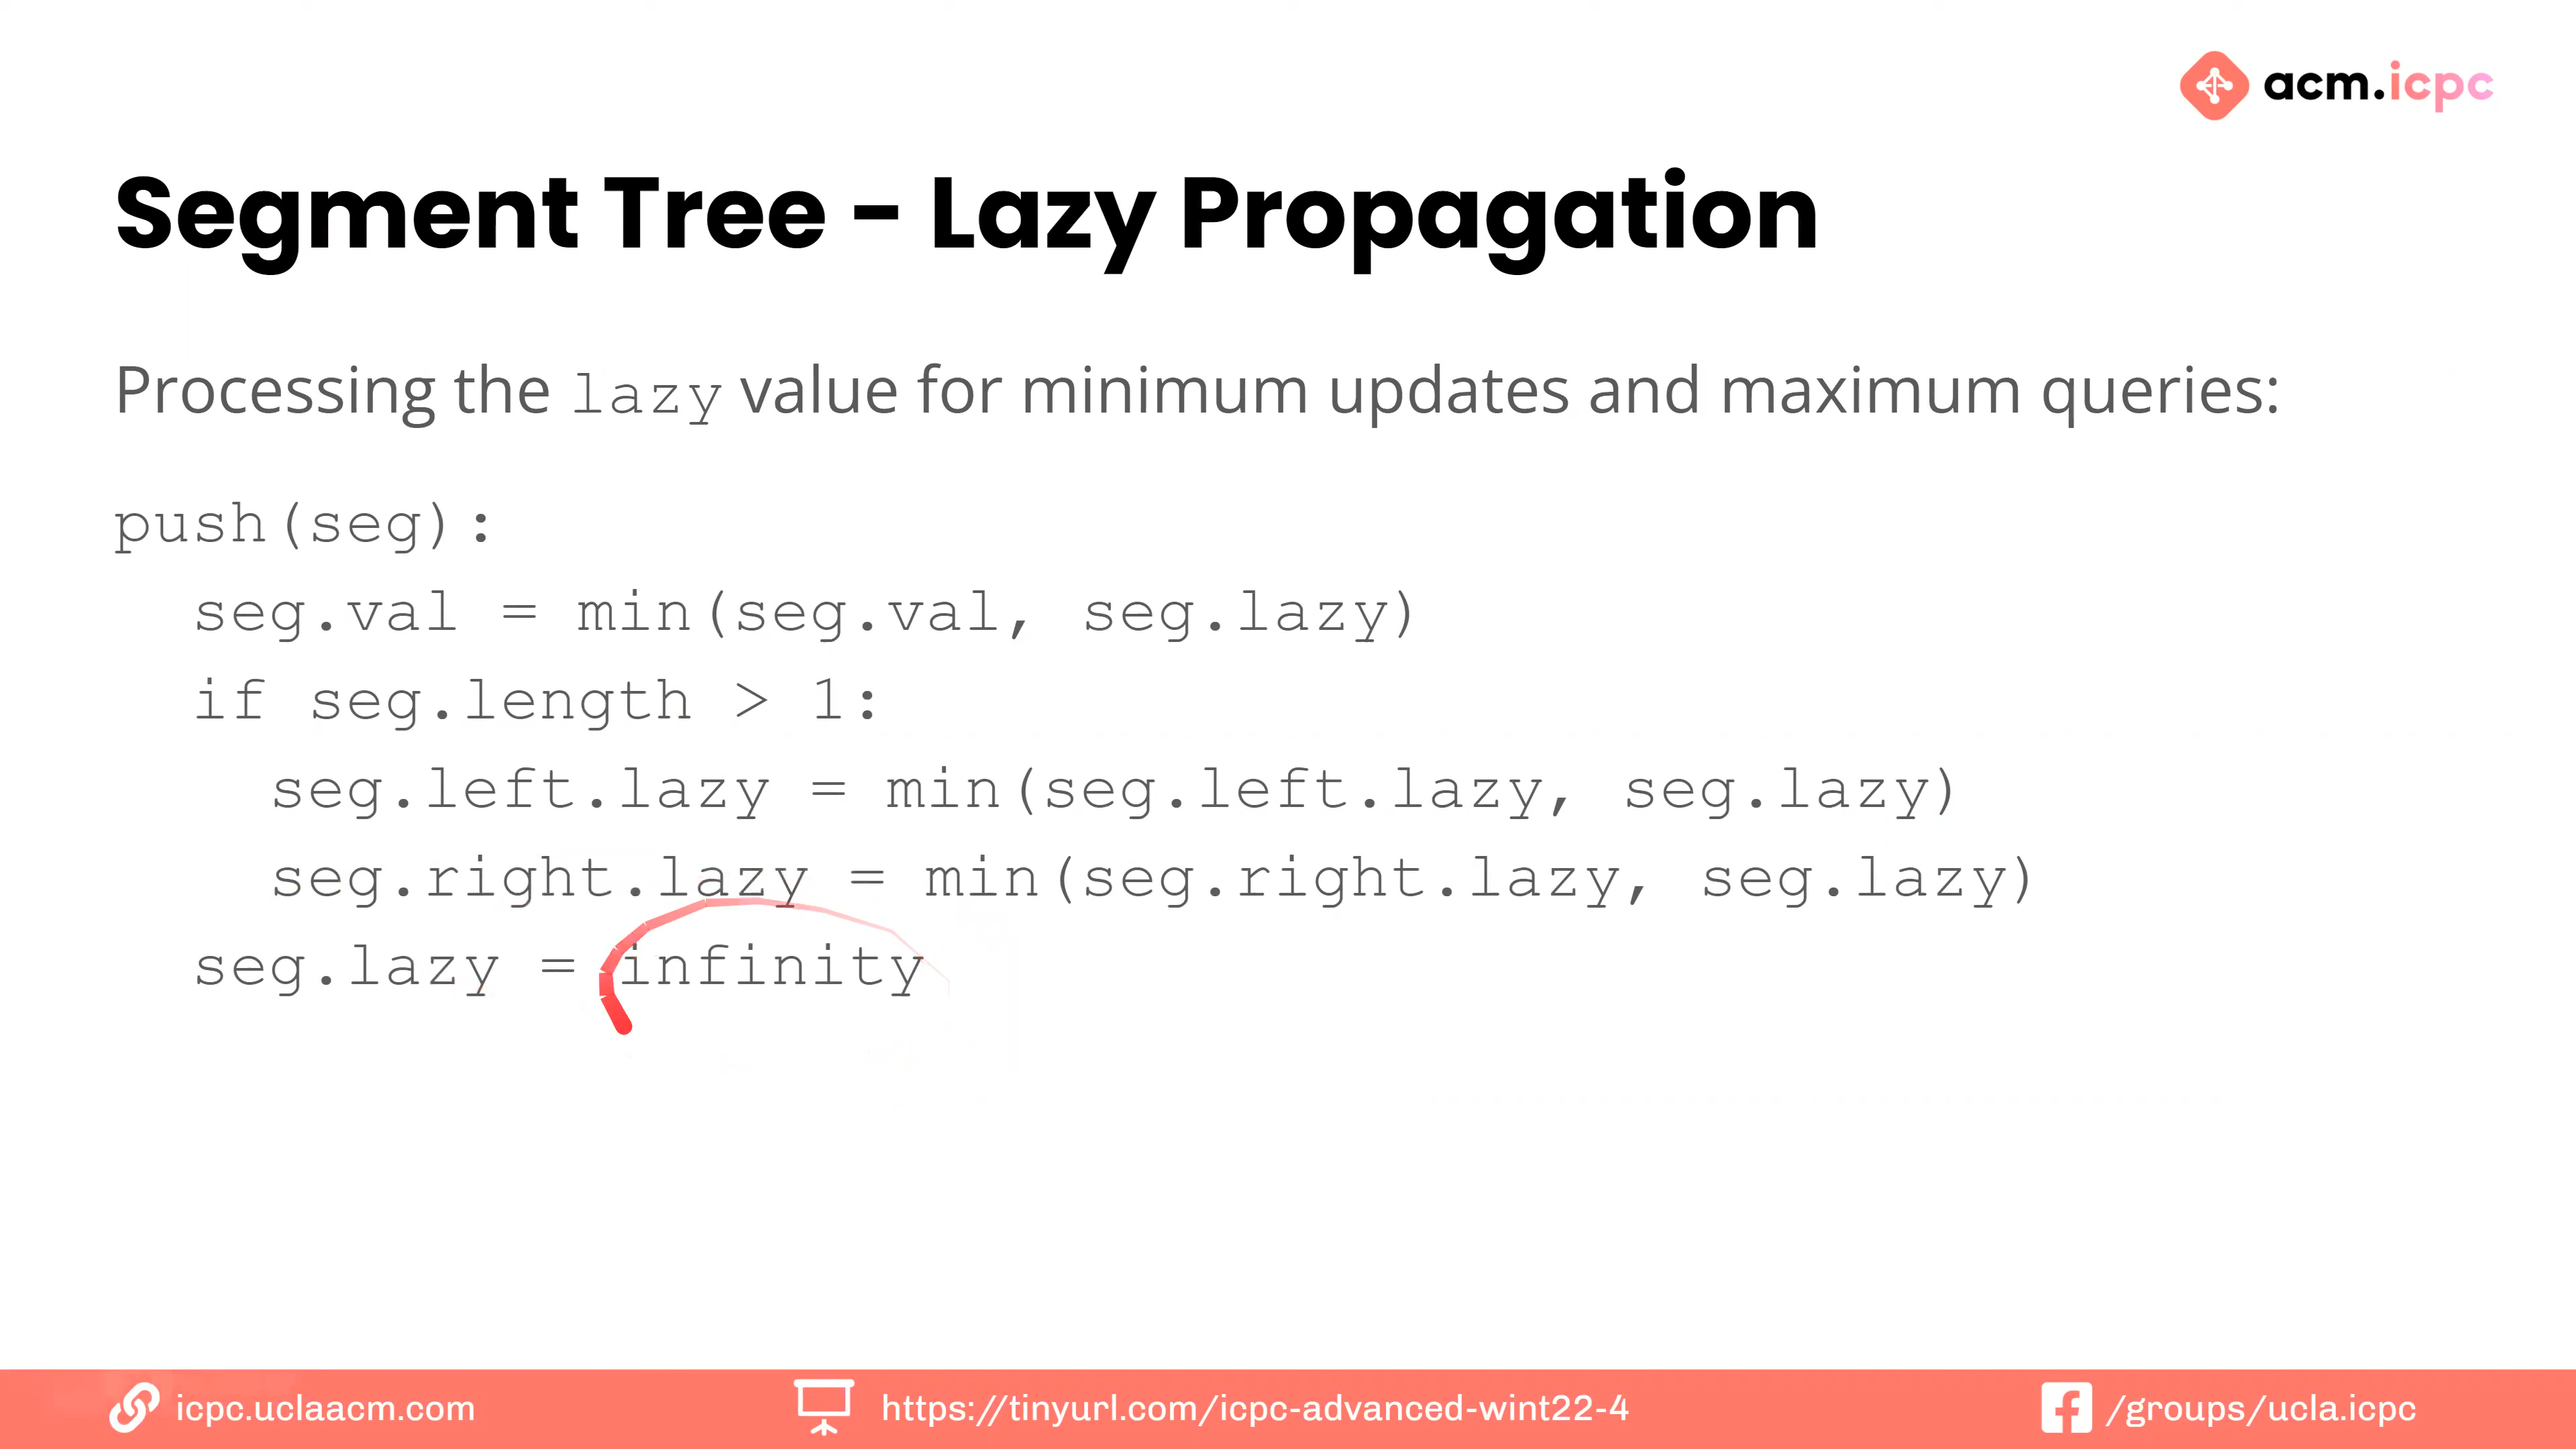 acm.icpc
Segment Tree - Lazy Propagation
Processing the lazy value for minimum updates and maximum queries:
push(seg):
  seg.val = min(seg.val, seg.lazy)
  if seg.length > 1:
    seg.left.lazy = min(seg.left.lazy, seg.lazy)
    seg.right.lazy = min(seg.right.lazy, seg.lazy)
  seg.lazy = infinity
icpc.uclaacm.com
https://tinyurl.com/icpc-advanced-wint22-4
/groups/ucla.icpc